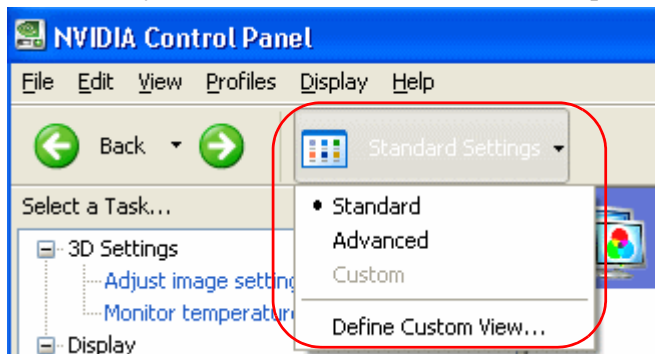 NVIDIA Control Panel
File Edit View Profiles Display Help
Back Standard Settings
Select a Task...
Standard
3D Settings
Advanced
Adjust image setting
Custom
Monitor temperature
Define Custom View...
Display